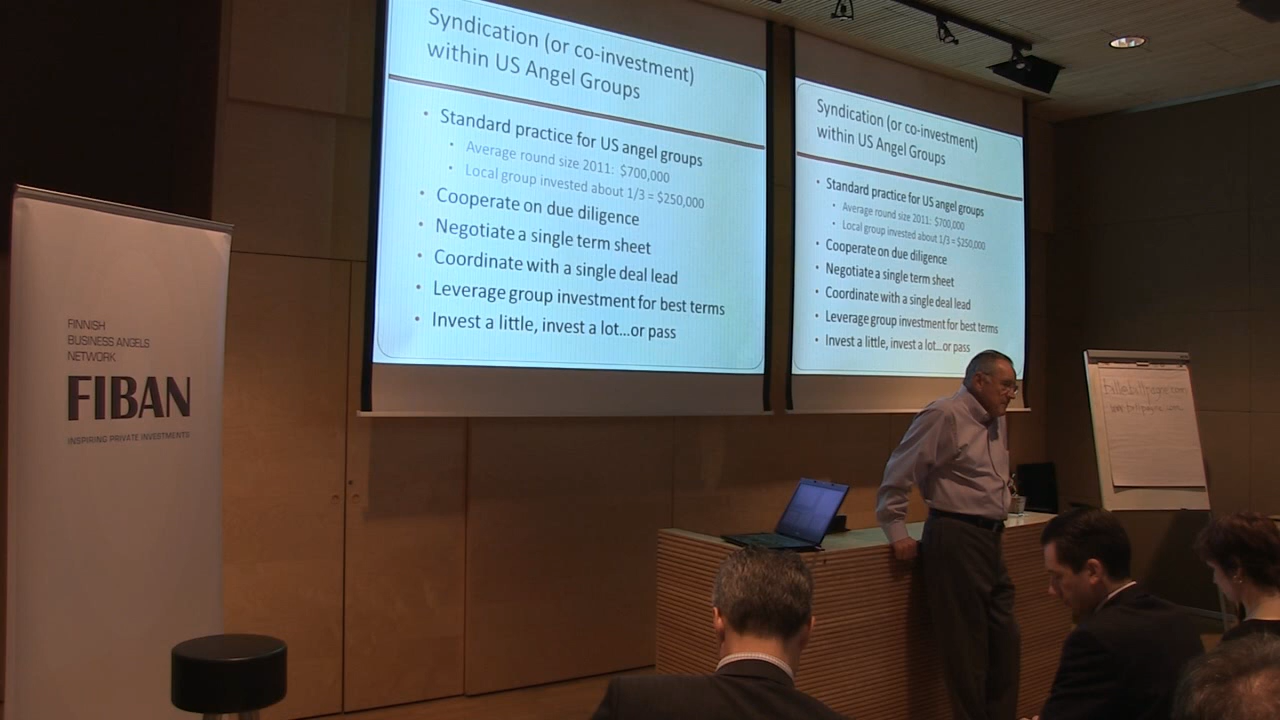 FINNISH
BUSINESS ANGELS
NETWORK
FIBAN
INSPIRING PRIVATE INVESTMENTS
Syndication (or co-investment)
within US Angel Groups
• Standard practice for US angel groups
• Average round size 2011: $700,000
• Local group invested about 1/3 = $250,000
• Cooperate on due diligence
• Negotiate a single term sheet
• Coordinate with a single deal lead
• Leverage group investment for best terms
• Invest a little, invest a lot…or pass
Syndication (or co-investment)
within US Angel Groups
• Standard practice for US angel groups
• Average round size 2011: $700,000
• Local group invested about 1/3 = $250,000
• Cooperate on due diligence
• Negotiate a single term sheet
• Coordinate with a single deal lead
• Leverage group investment for best terms
• Invest a little, invest a lot…or pass